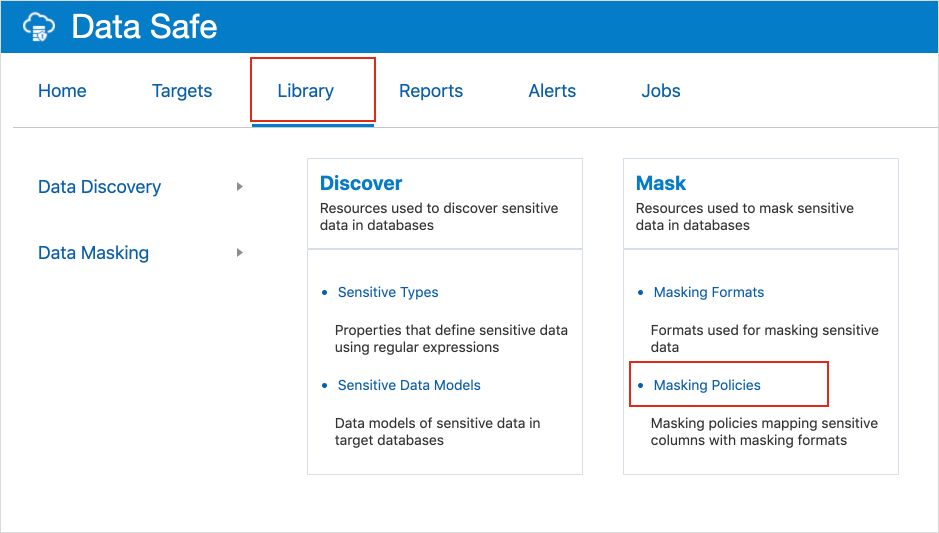 Data Safe
Home Targets Library Reports Alerts Jobs
Data Discovery
Data Masking
Discover
Resources used to discover sensitive
data in databases
• Sensitive Types
Properties that define sensitive data
using regular expressions
• Sensitive Data Models
Data models of sensitive data in
target databases
Mask
Resources used to mask sensitive
data in databases
• Masking Formats
Formats used for masking sensitive
data
• Masking Policies
Masking policies mapping sensitive
columns with masking formats